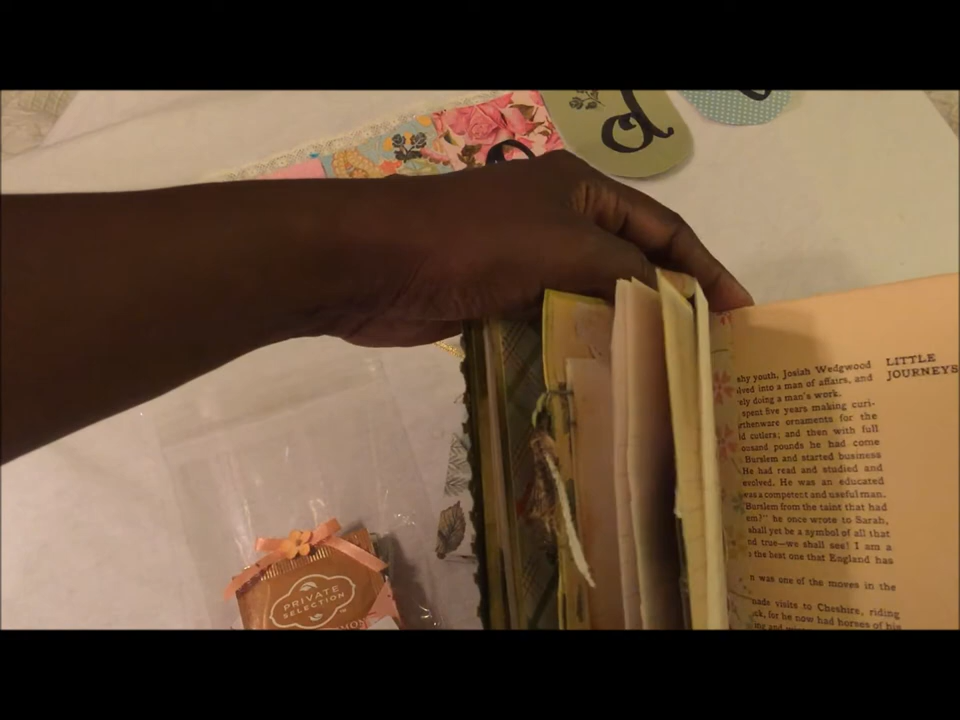 d
LITTLE
JOURNEYS
shy youth, Josiah Wedgwood
lved into a man of affairs, and
ely doing a man's work.
spent five years making curi-
rthenware ornaments for the
d cutlers; and then with full
ousand pounds he had come
Burslem and started business
He had read and studied and
evolved. He was an educated
was a competent and useful man.
Burslem from the taint that had
em?" he once wrote to Sarah,
shall yet be a symbol of all that
nd true—we shall see! I am a
s the best one that England has
n was one of the moves in the
made visits to Cheshire, riding
ck, for he now had horses of his
PRIVATE
SELECTION